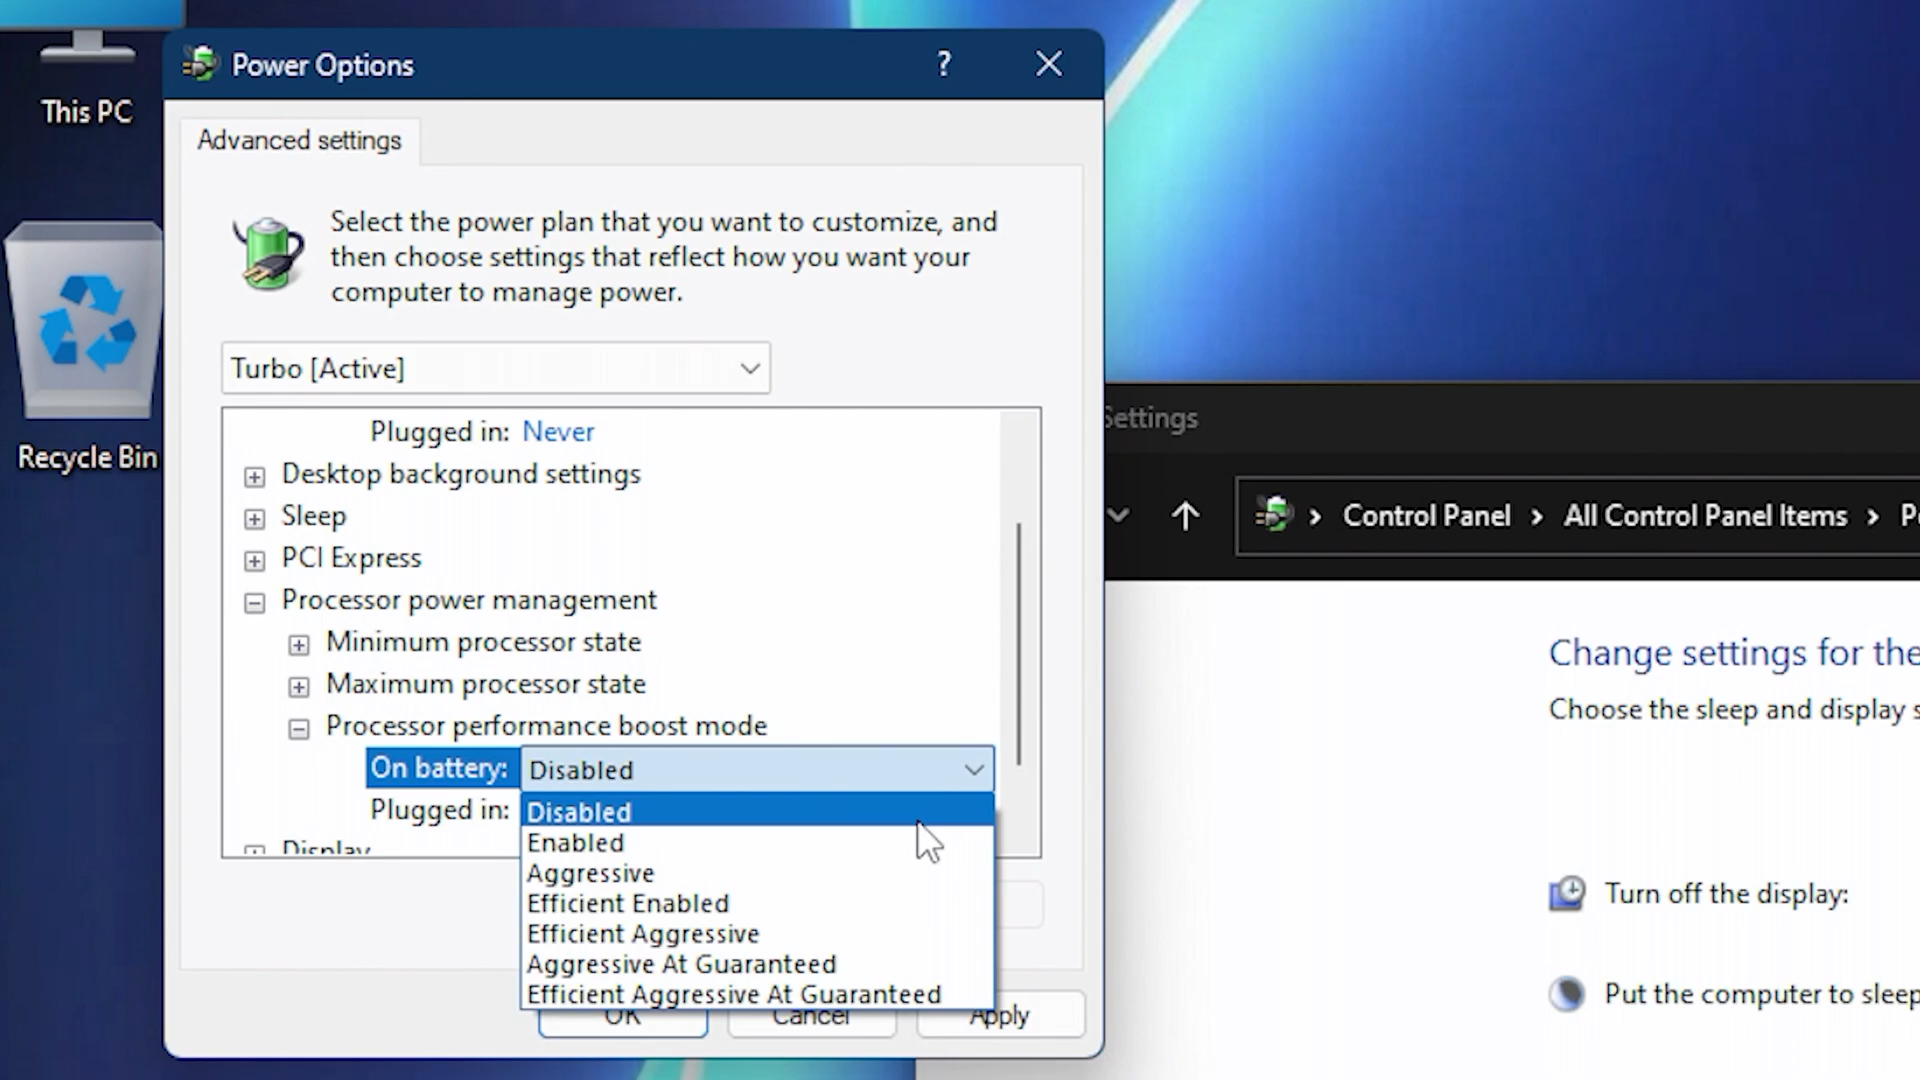 This PC
Recycle Bin
Power Options
?
Advanced settings
Select the power plan that you want to customize, and
then choose settings that reflect how you want your
computer to manage power.
Turbo [Active]
Plugged in: Never
Desktop background settings
Sleep
PCI Express
Processor power management
Minimum processor state
Maximum processor state
Processor performance boost mode
On battery: Disabled
Plugged in:
Display
Disabled
Enabled
Aggressive
Efficient Enabled
Efficient Aggressive
Aggressive At Guaranteed
Efficient Aggressive At Guaranteed
OK Cancel Apply
Settings
Control Panel > All Control Panel Items >
Change settings for the
Choose the sleep and display s
Turn off the display:
Put the computer to sleep